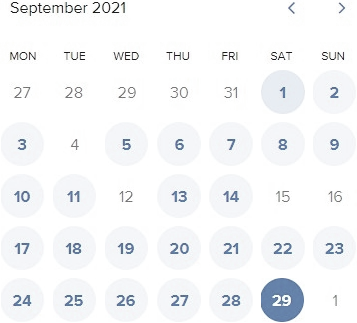 September 2021
MON TUE WED THU FRI SAT SUN
27 28 29 30 31 1 2
3 4 5 6 7 8 9
10 11 12 13 14 15 16
17 18 19 20 21 22 23
24 25 26 27 28 29 1